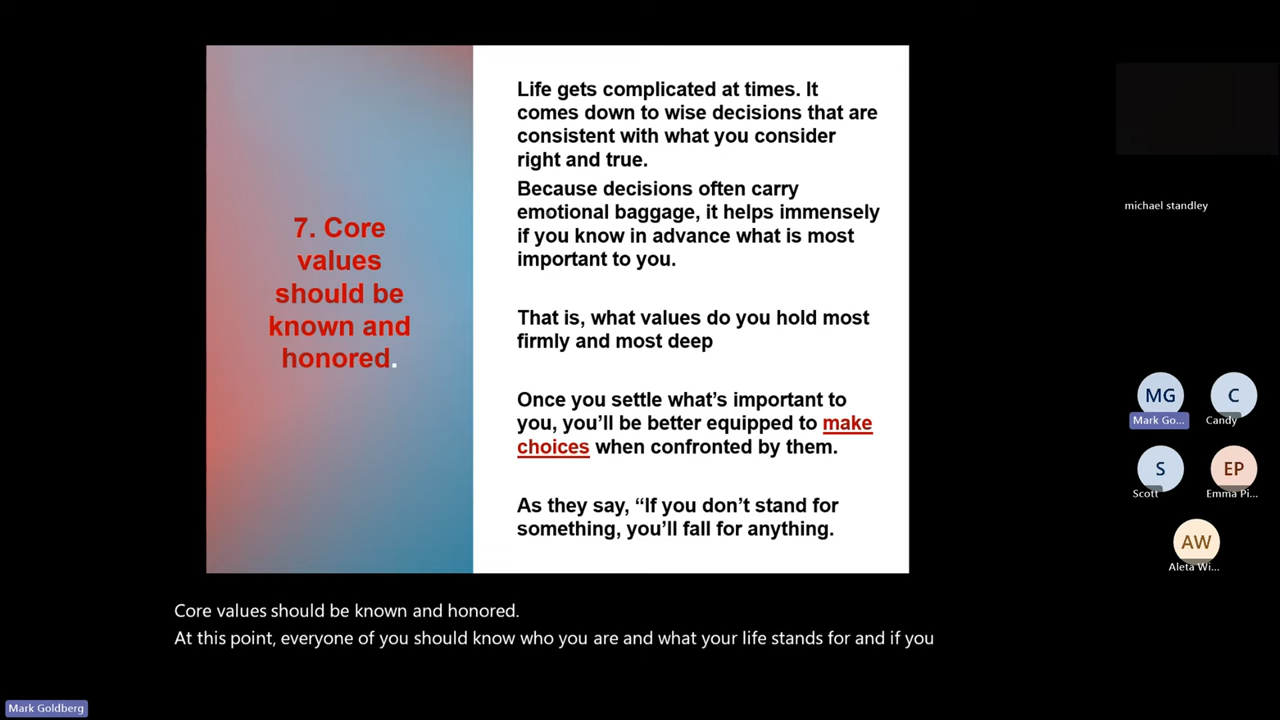 7. Core
values
should be
known and
honored.
Life gets complicated at times. It
comes down to wise decisions that are
consistent with what you consider
right and true.
Because decisions often carry
emotional baggage, it helps immensely
if you know in advance what is most
important to you.
That is, what values do you hold most
firmly and most deep
Once you settle what’s important to
you, you’ll be better equipped to make
choices when confronted by them.
As they say, “If you don’t stand for
something, you’ll fall for anything.
michael standley
MG
Mark Go...
C
Candy
S
Scott
EP
Emma Pi...
AW
Aleta Wi...
Core values should be known and honored.
At this point, everyone of you should know who you are and what your life stands for and if you
Mark Goldberg